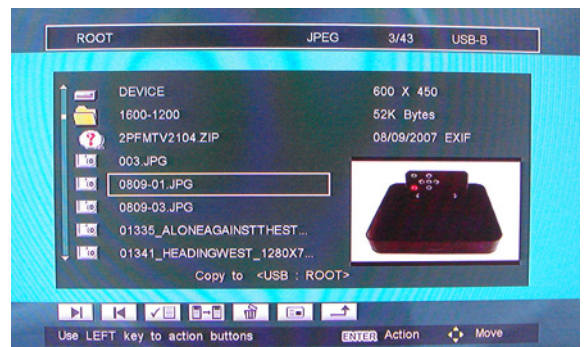 ROOT JPEG 3/43 USB-B
DEVICE 600 X 450
1600-1200 52K Bytes
2PFMTV2104.ZIP 08/09/2007 EXIF
003.JPG
0809-01.JPG
0809-03.JPG
01335_ALONEAGAINSTTHEST...
01341_HEADINGWEST_1280X7...
Copy to <USB : ROOT>
Use LEFT key to action buttons ENTER Action Move